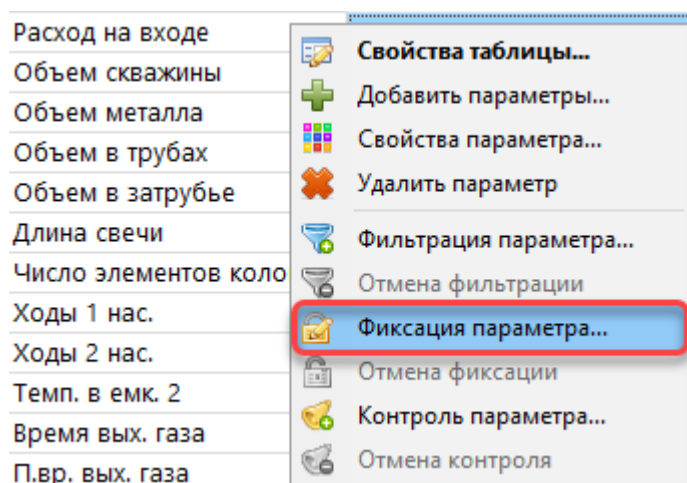 Расход на входе
Объем скважины
Объем металла
Объем в трубах
Объем в затрубье
Длина свечи
Число элементов коло
Ходы 1 нас.
Ходы 2 нас.
Темп. в емк. 2
Время вых. газа
П.вр. вых. газа
Свойства таблицы...
Добавить параметры...
Свойства параметра...
Удалить параметр
Фильтрация параметра...
Отмена фильтрации
Фиксация параметра...
Отмена фиксации
Контроль параметра...
Отмена контроля